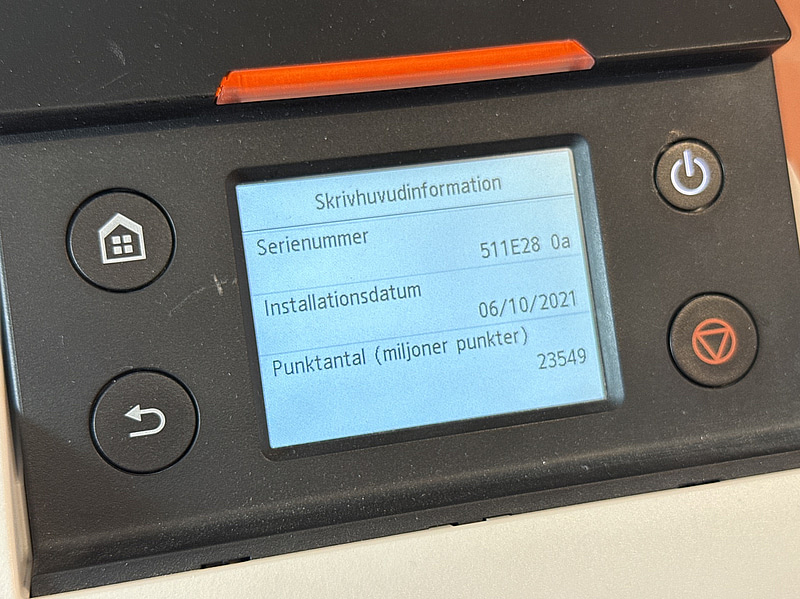 Skrivhuvudinformation
Serienummer
511E28 0a
Installationsdatum
06/10/2021
Punktantal (miljoner punkter)
23549